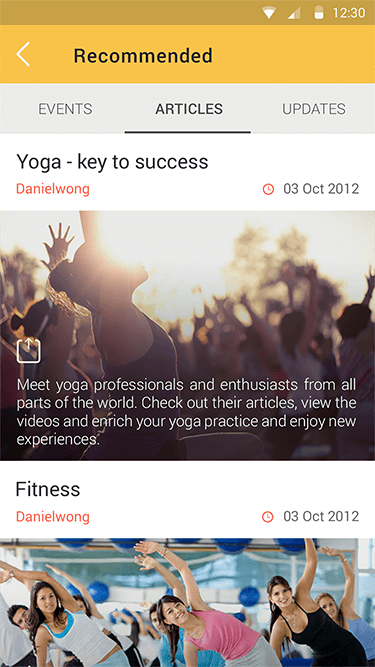 12:30
Recommended
EVENTS ARTICLES UPDATES
Yoga - key to success
Danielwong 03 Oct 2012
Meet yoga professionals and enthusiasts from all
parts of the world. Check out their articles, view the
videos and enrich your yoga practice and enjoy new
experiences.
Fitness
Danielwong 03 Oct 2012